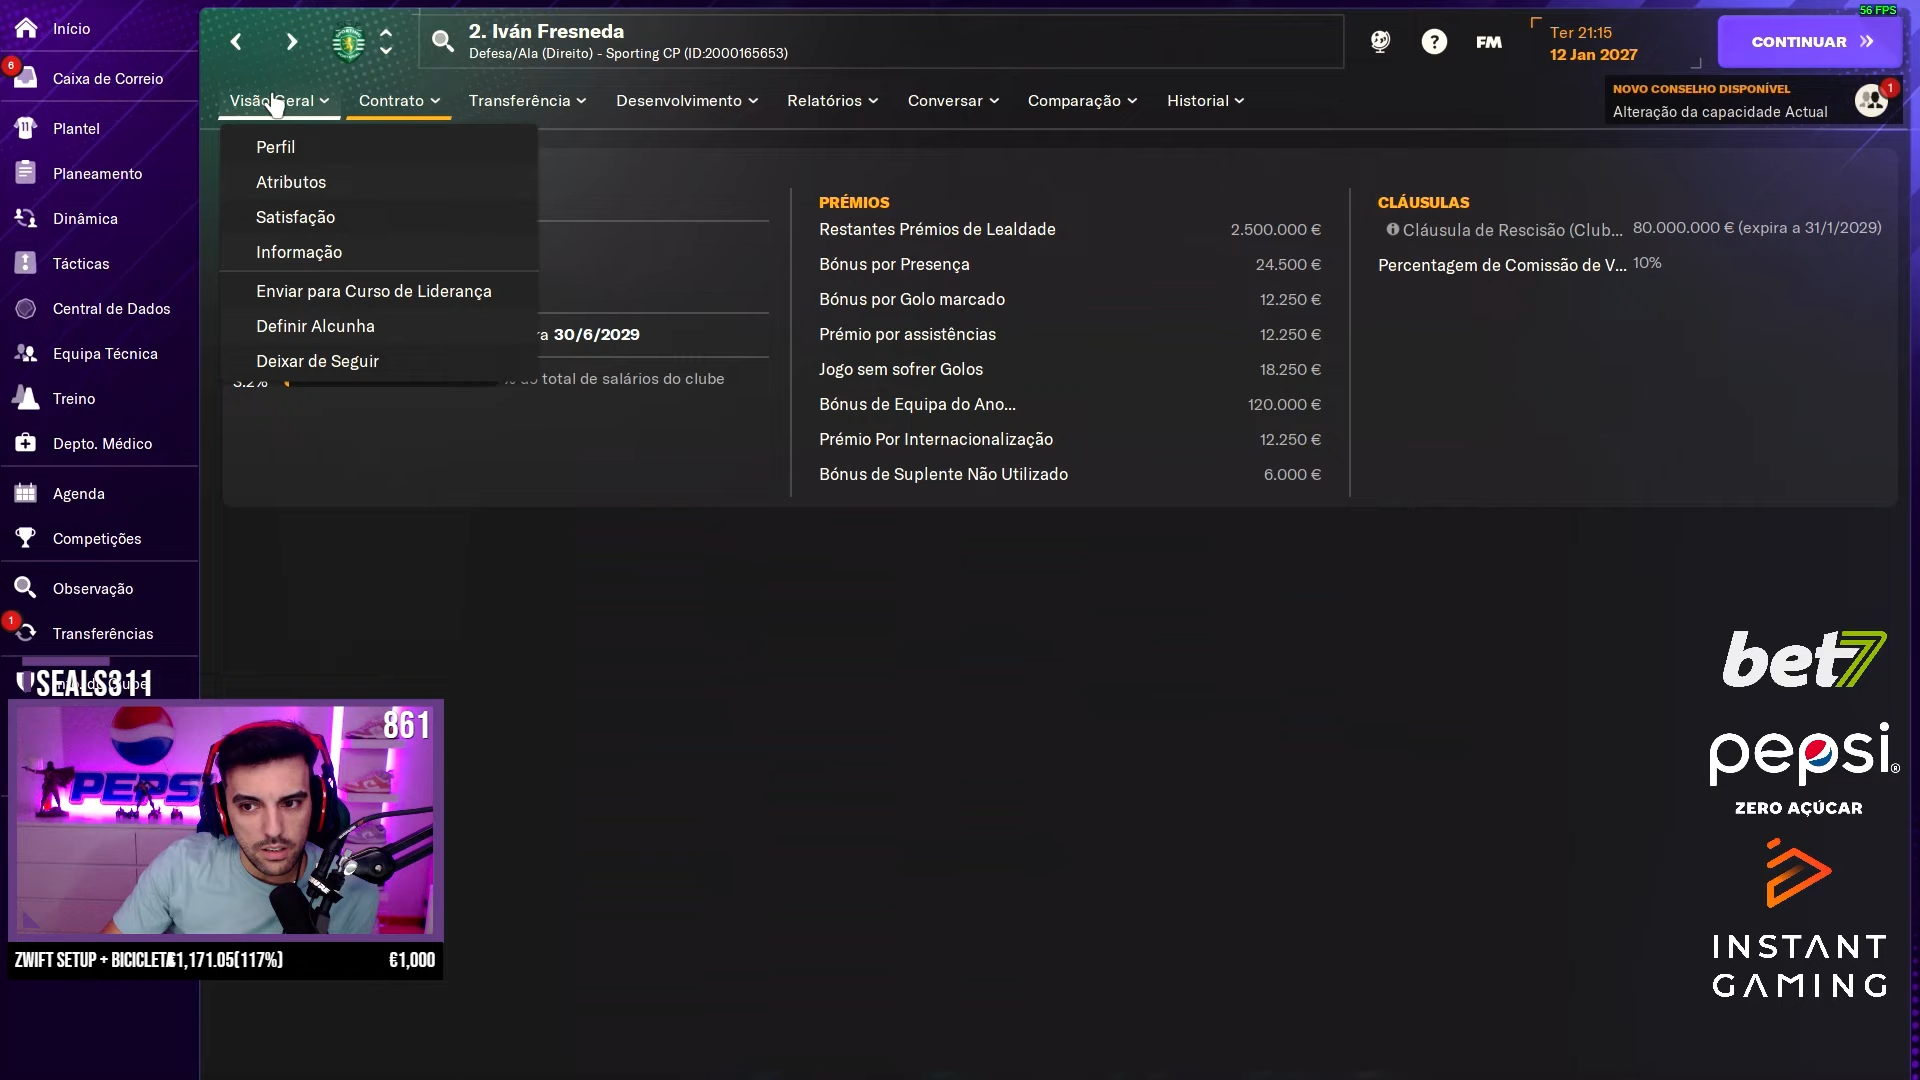 56 FPS
Início
6
Caixa de Correio
Plantel
Planeamento
Dinâmica
Tácticas
Central de Dados
Equipa Técnica
Treino
Depto. Médico
Agenda
Competições
Observação
1
Transferências
2. Iván Fresneda
Defesa/Ala (Direito) - Sporting CP (ID:2000165653)
?
FM
Ter 21:15
12 Jan 2027
CONTINUAR
Visão Geral
Contrato
Transferência
Desenvolvimento
Relatórios
Conversar
Comparação
Historial
NOVO CONSELHO DISPONÍVEL
Alteração da capacidade Actual
1
Perfil
Atributos
Satisfação
Informação
Enviar para Curso de Liderança
Definir Alcunha
Deixar de Seguir
30/6/2029
3.2%
total de salários do clube
PRÉMIOS
Restantes Prémios de Lealdade 2.500.000 €
Bónus por Presença 24.500 €
Bónus por Golo marcado 12.250 €
Prémio por assistências 12.250 €
Jogo sem sofrer Golos 18.250 €
Bónus de Equipa do Ano... 120.000 €
Prémio Por Internacionalização 12.250 €
Bónus de Suplente Não Utilizado 6.000 €
CLÁUSULAS
Cláusula de Rescisão (Club... 80.000.000 € (expira a 31/1/2029)
Percentagem de Comissão de V... 10%
SEALS311
861
PEPS
ZWIFT SETUP + BICICLETA €1,171.05(117%) €1,000
bet7
pepsi
ZERO AÇÚCAR
INSTANT
GAMING